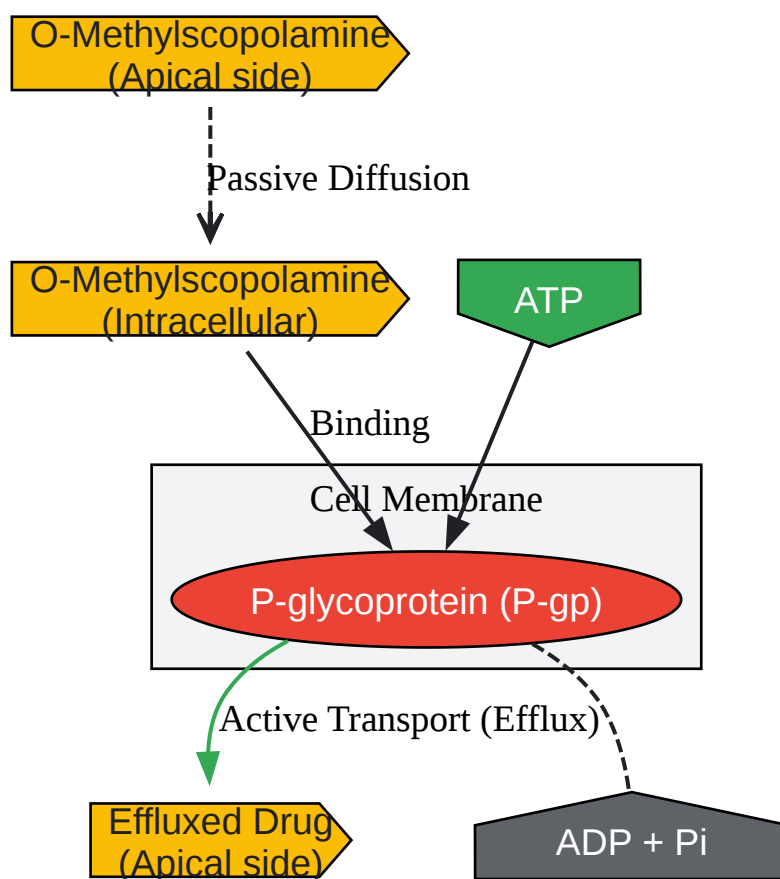 O-Methylscopolamine
(Apical side)
Passive Diffusion
O-Methylscopolamine
(Intracellular)
ATP
Binding
Cell Membrane
P-glycoprotein (P-gp)
Active Transport (Efflux)
Effluxed Drug
(Apical side)
ADP + Pi